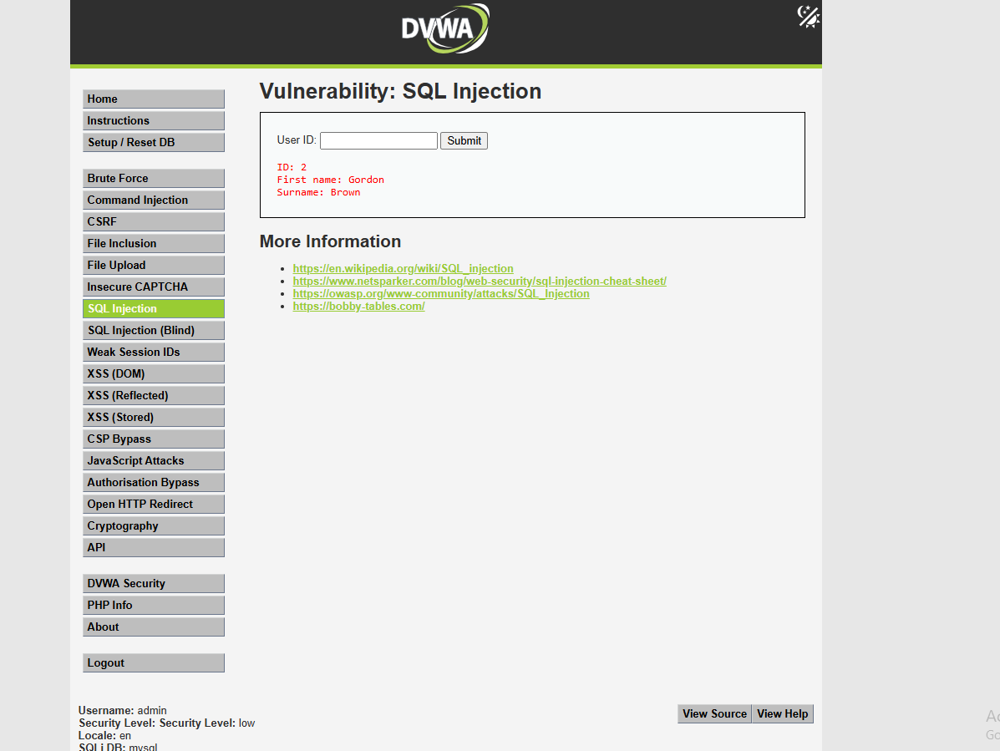 DVWA
Home
Instructions
Setup / Reset DB
Brute Force
Command Injection
CSRF
File Inclusion
File Upload
Insecure CAPTCHA
SQL Injection
SQL Injection (Blind)
Weak Session IDs
XSS (DOM)
XSS (Reflected)
XSS (Stored)
CSP Bypass
JavaScript Attacks
Authorisation Bypass
Open HTTP Redirect
Cryptography
API
DVWA Security
PHP Info
About
Logout
Vulnerability: SQL Injection
User ID: Submit
ID: 2
First name: Gordon
Surname: Brown
More Information
https://en.wikipedia.org/wiki/SQL_injection
https://www.netsparker.com/blog/web-security/sql-injection-cheat-sheet/
https://owasp.org/www-community/attacks/SQL_Injection
https://bobby-tables.com/
Username: admin
Security Level: Security Level: low
Locale: en
SQLi DB: mysql
View Source View Help